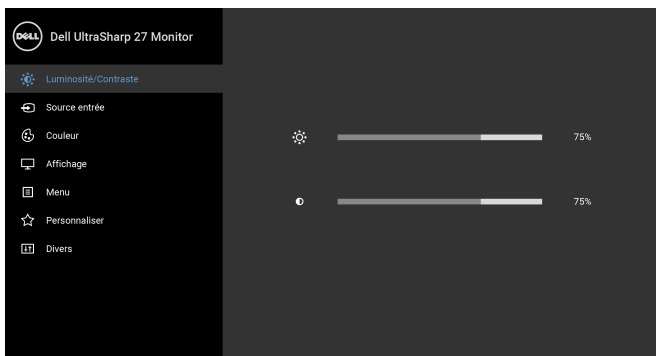 DELL
Dell UltraSharp 27 Monitor
Luminosité/Contraste
Source entrée
Couleur
75%
Affichage
Menu
75%
Personnaliser
Divers